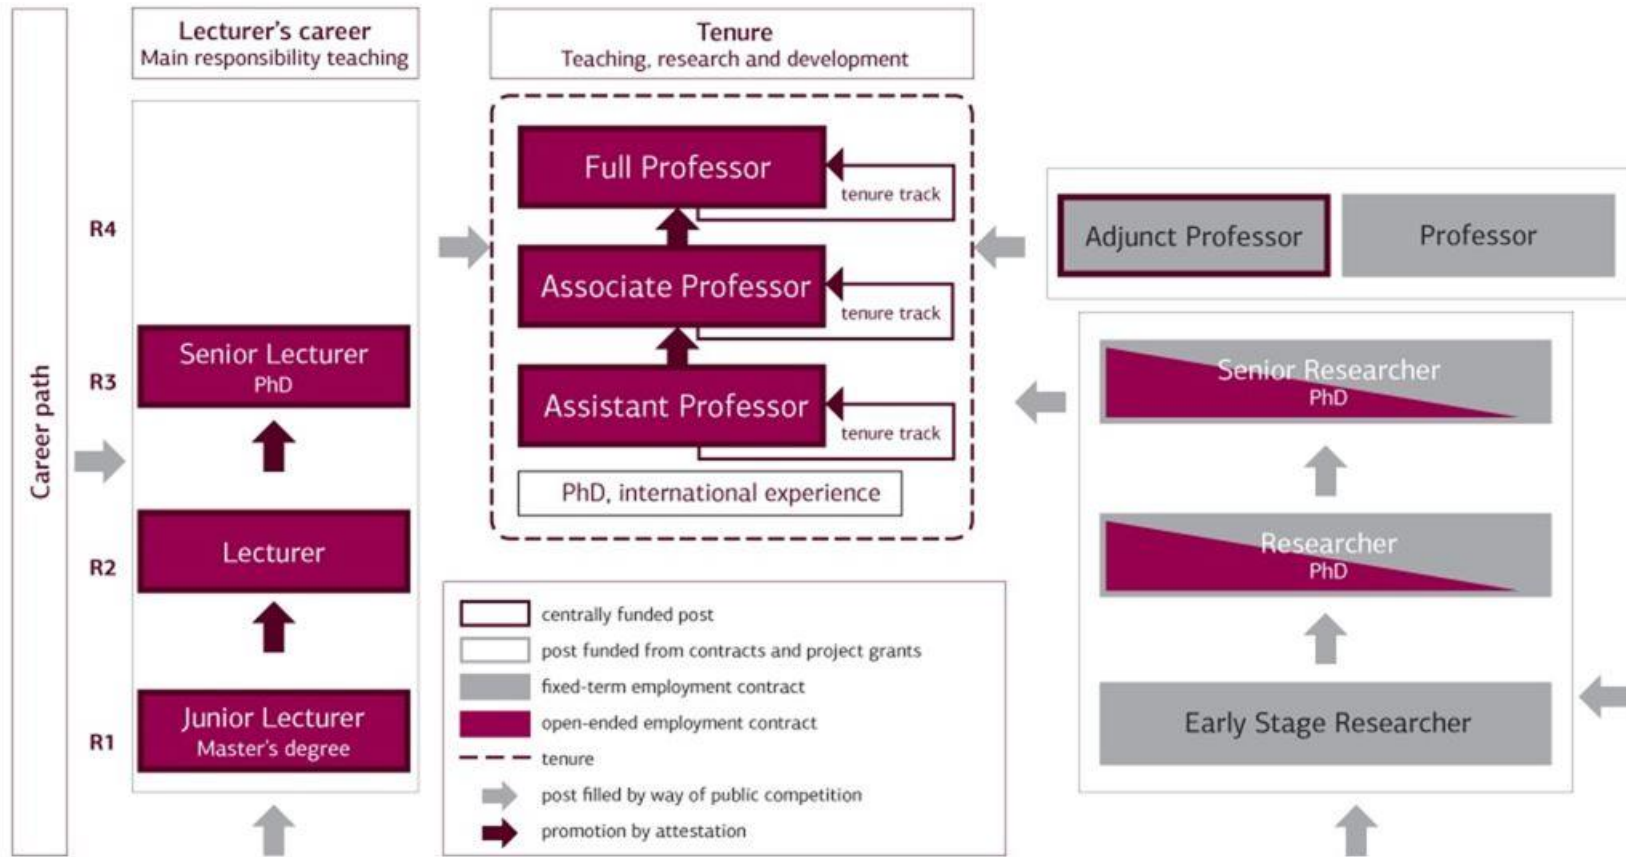 Career path
Lecturer's career
Main responsibility teaching
R4
R3
R2
R1
Senior Lecturer
PhD
Lecturer
Junior Lecturer
Master's degree
Tenure
Teaching, research and development
Full Professor
tenure track
Associate Professor
tenure track
Assistant Professor
tenure track
PhD, international experience
centrally funded post
post funded from contracts and project grants
fixed-term employment contract
open-ended employment contract
tenure
post filled by way of public competition
promotion by attestation
Adjunct Professor
Professor
Senior Researcher
PhD
Researcher
PhD
Early Stage Researcher